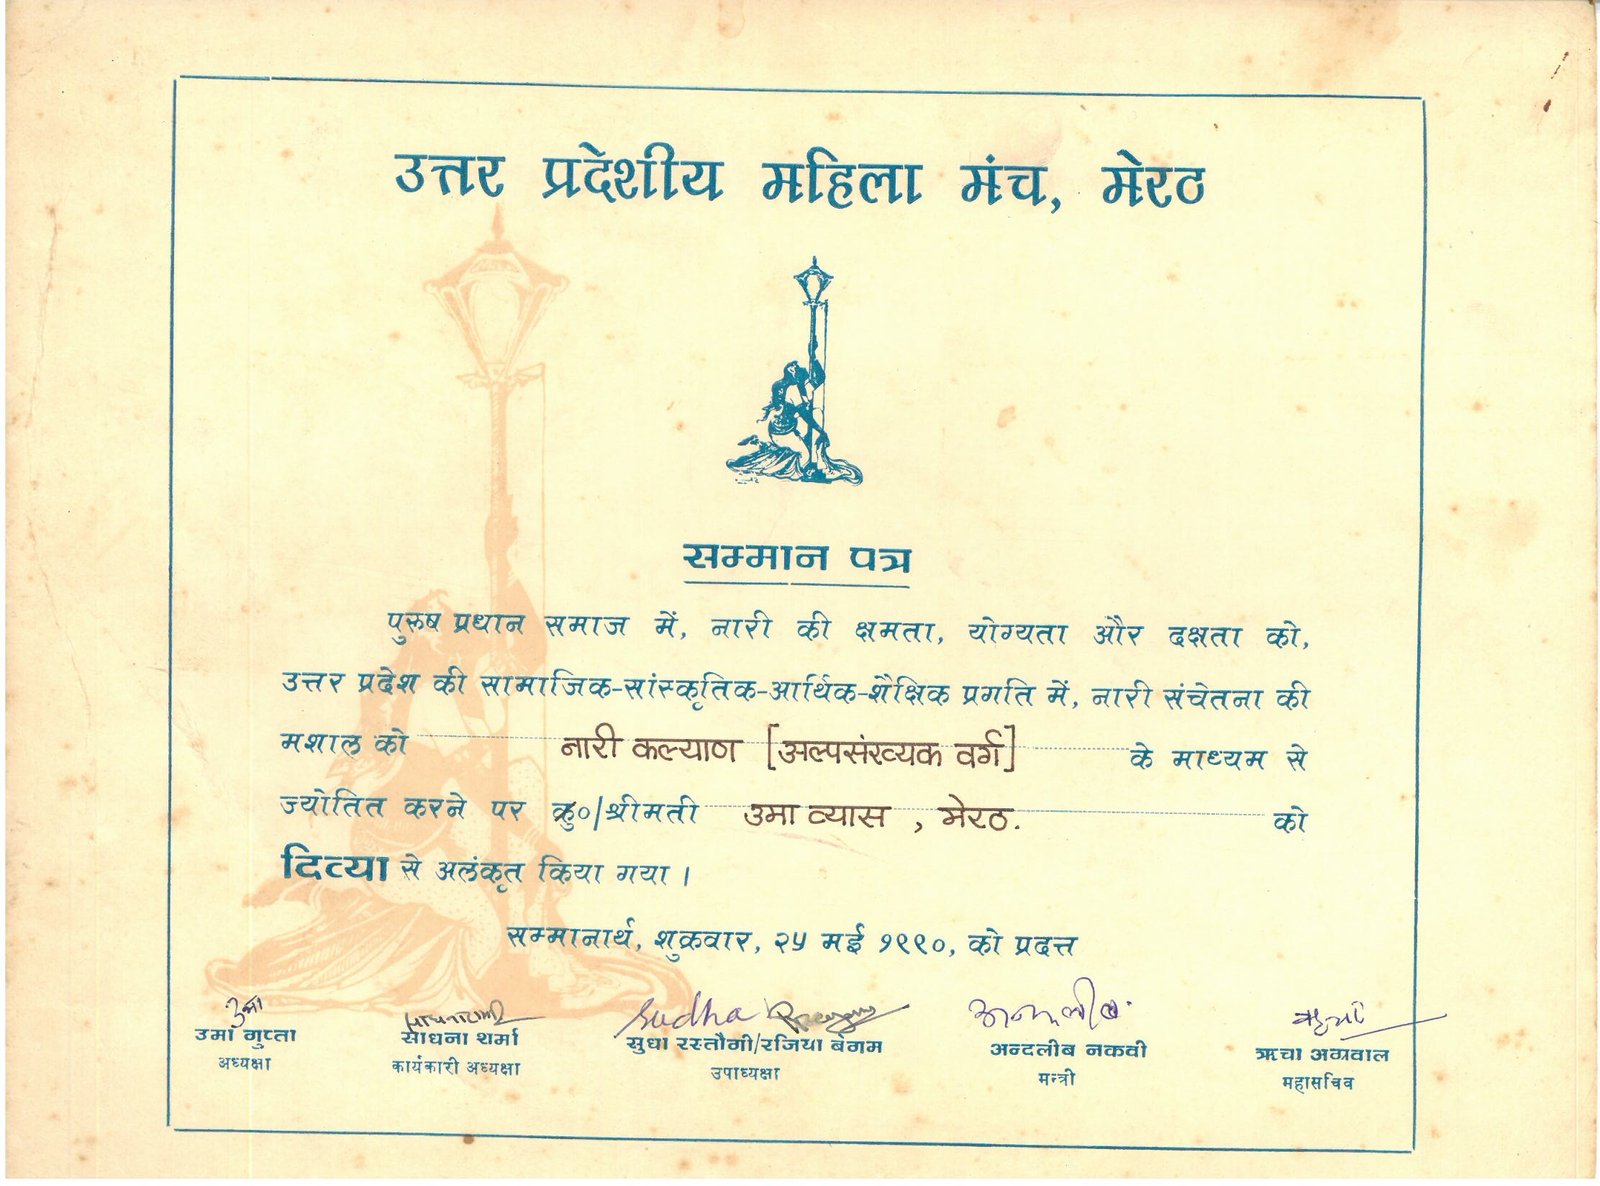 उत्तर प्रदेशीय महिला मंच, मेरठ
सम्मान पत्र
पुरुष प्रधान समाज में, नारी की क्षमता, योग्यता और दक्षता को,
उत्तर प्रदेश की सामाजिक-सांस्कृतिक-आर्थिक-शैक्षिक प्रगति में, नारी संचेतना की
मशाल को नारी कल्याण [अल्पसंख्यक वर्ग] के माध्यम से
ज्योतित करने पर कु०/श्रीमती उमा व्यास , मेरठ. को
दिव्या से अलंकृत किया गया ।
सम्मानार्थ, शुक्रवार, २५ मई १९९०, को प्रदत्त
उमा Sudha
उमा गुप्ता साधना शर्मा सुधा रस्तौगी/रजिया बेगम अन्दलीब नकवी ऋचा अग्रवाल
अध्यक्षा कार्यकारी अध्यक्षा उपाध्यक्षा मन्त्री महासचिव